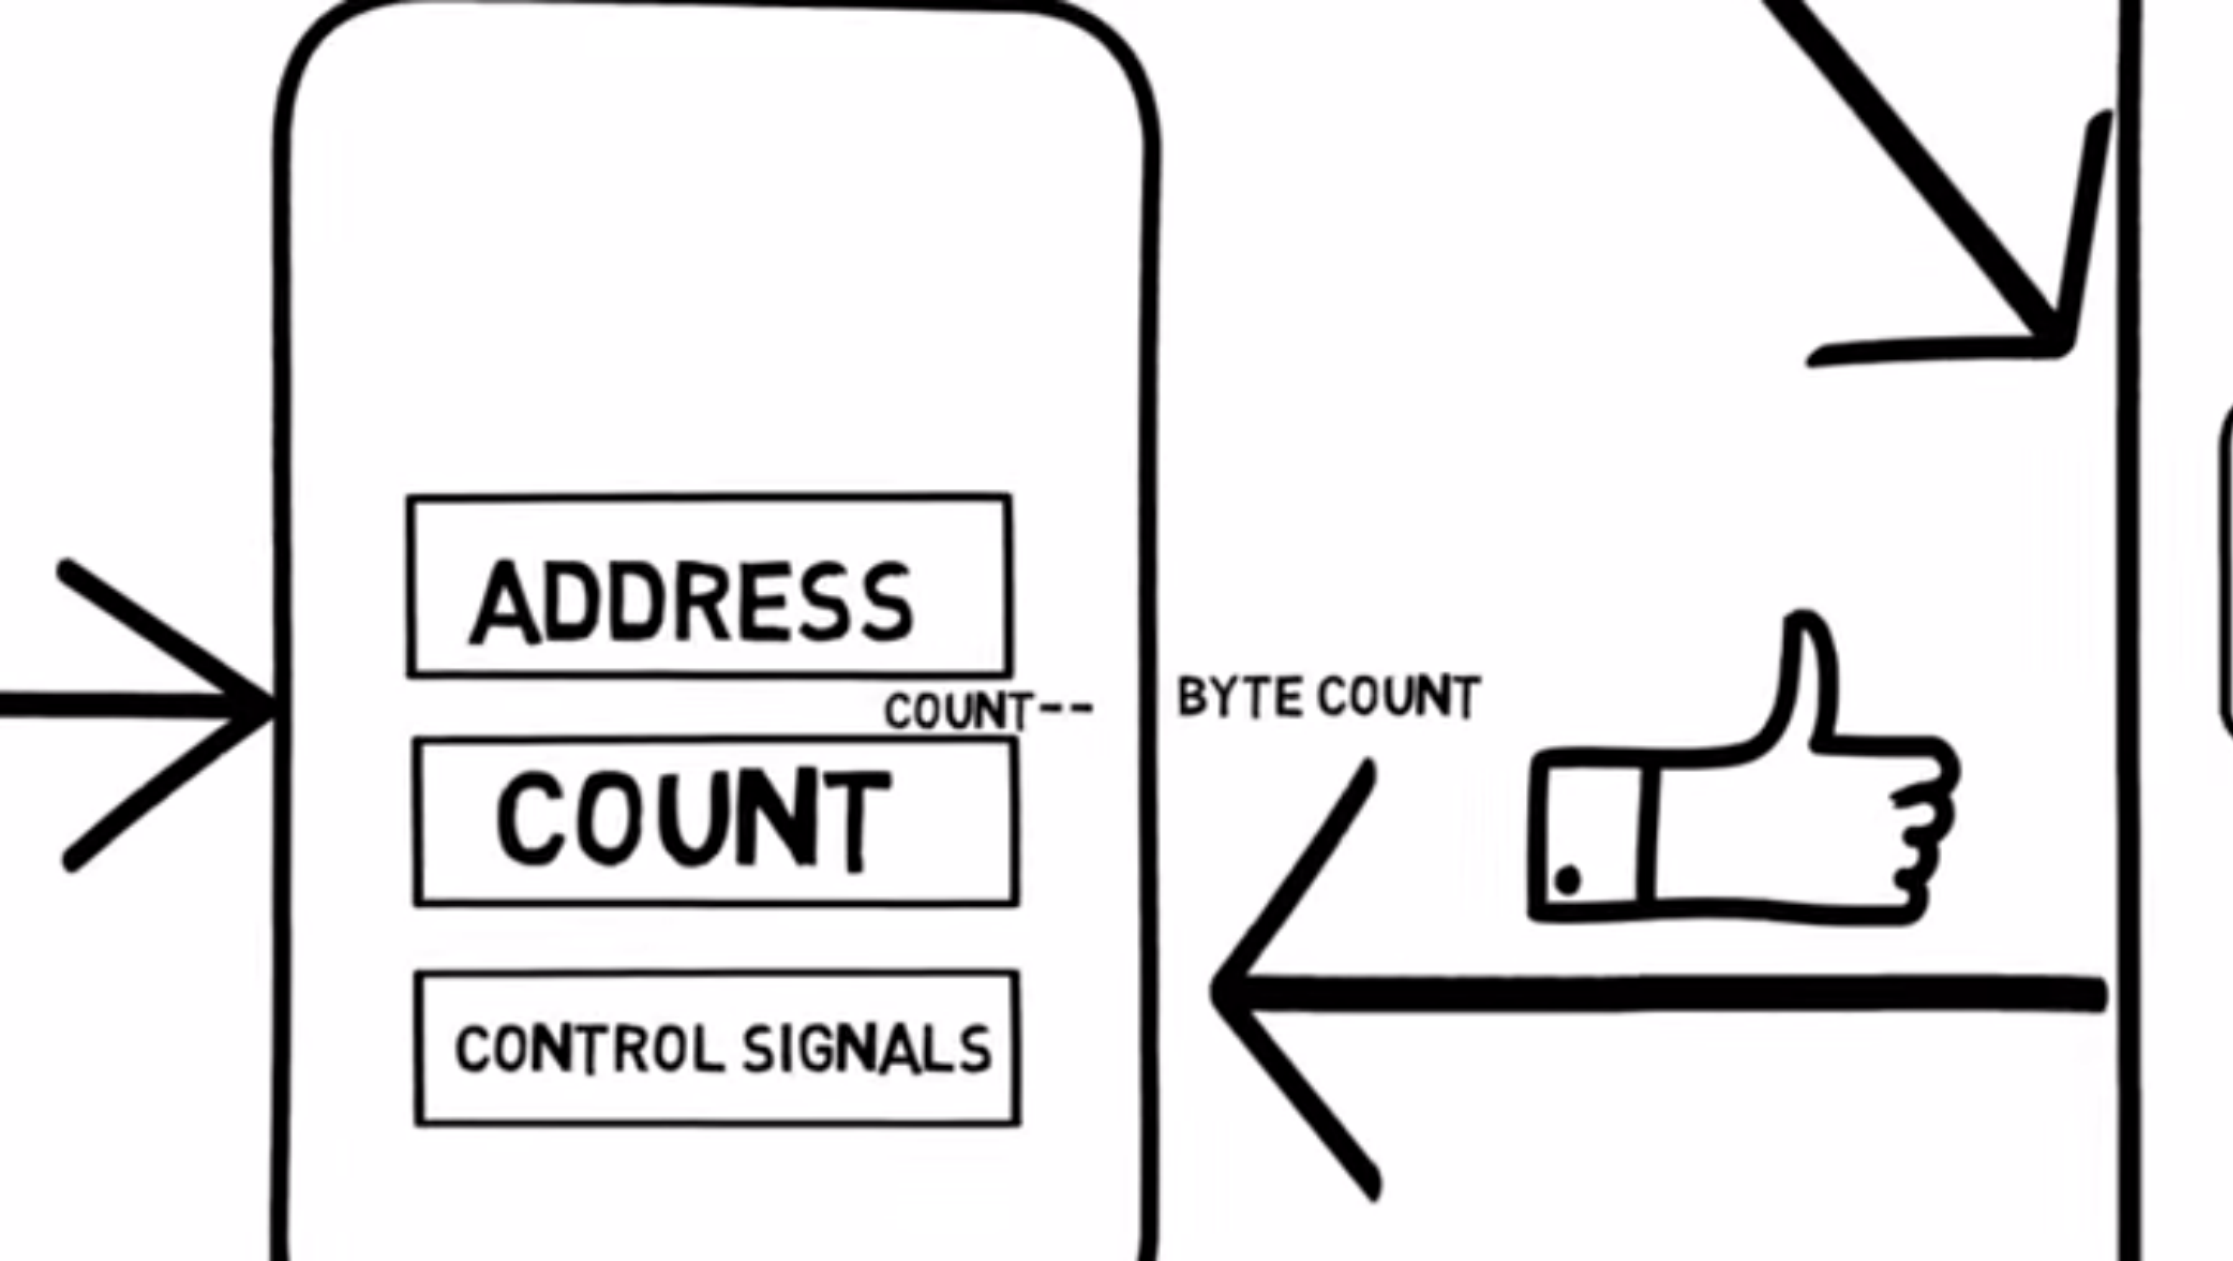 ADDRESS
COUNT--
BYTE COUNT
COUNT
CONTROL SIGNALS